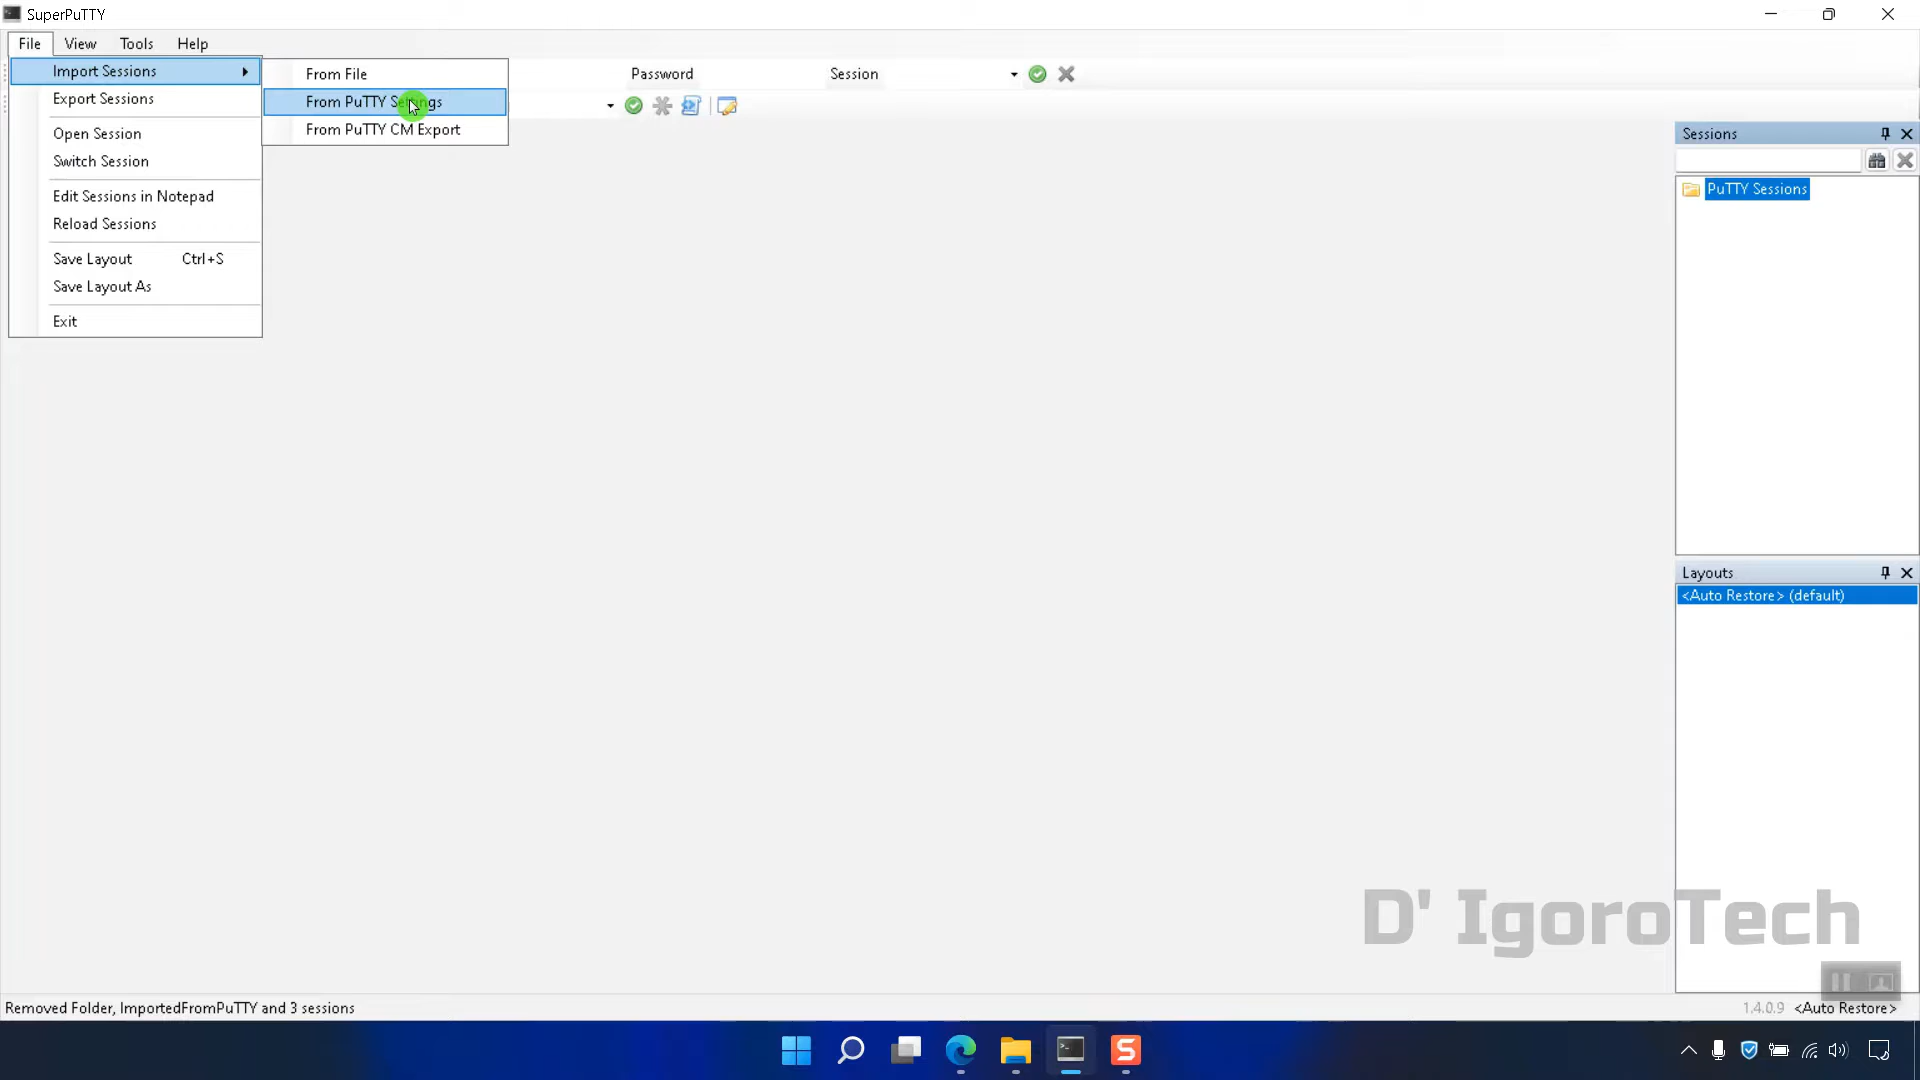 SuperPuTTY
File View Tools Help
Import Sessions
Export Sessions
Open Session
Switch Session
Edit Sessions in Notepad
Reload Sessions
Save Layout Ctrl+S
Save Layout As
Exit
From File
From PuTTY Settings
From PuTTY CM Export
Password Session
Sessions
PuTTY Sessions
Layouts
<Auto Restore> (default)
D' IgoroTech
Removed Folder, ImportedFromPuTTY and 3 sessions
1.4.0.9 <Auto Restore>